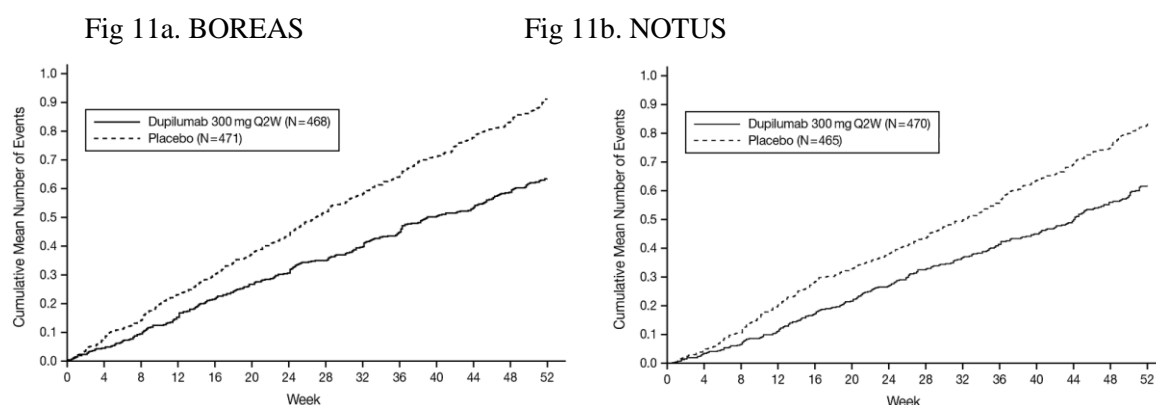 Fig 11a. BOREAS
Fig 11b. NOTUS
Cumulative Mean Number of Events
1.0
0.9
0.8
0.7
0.6
0.5
0.4
0.3
0.2
0.1
0.0
Dupilumab 300 mg Q2W (N=468)
Placebo (N=471)
0 4 8 12 16 20 24 28 32 36 40 44 48 52
Week
Cumulative Mean Number of Events
1.0
0.9
0.8
0.7
0.6
0.5
0.4
0.3
0.2
0.1
0.0
Dupilumab 300 mg Q2W (N=470)
Placebo (N=465)
0 4 8 12 16 20 24 28 32 36 40 44 48 52
Week